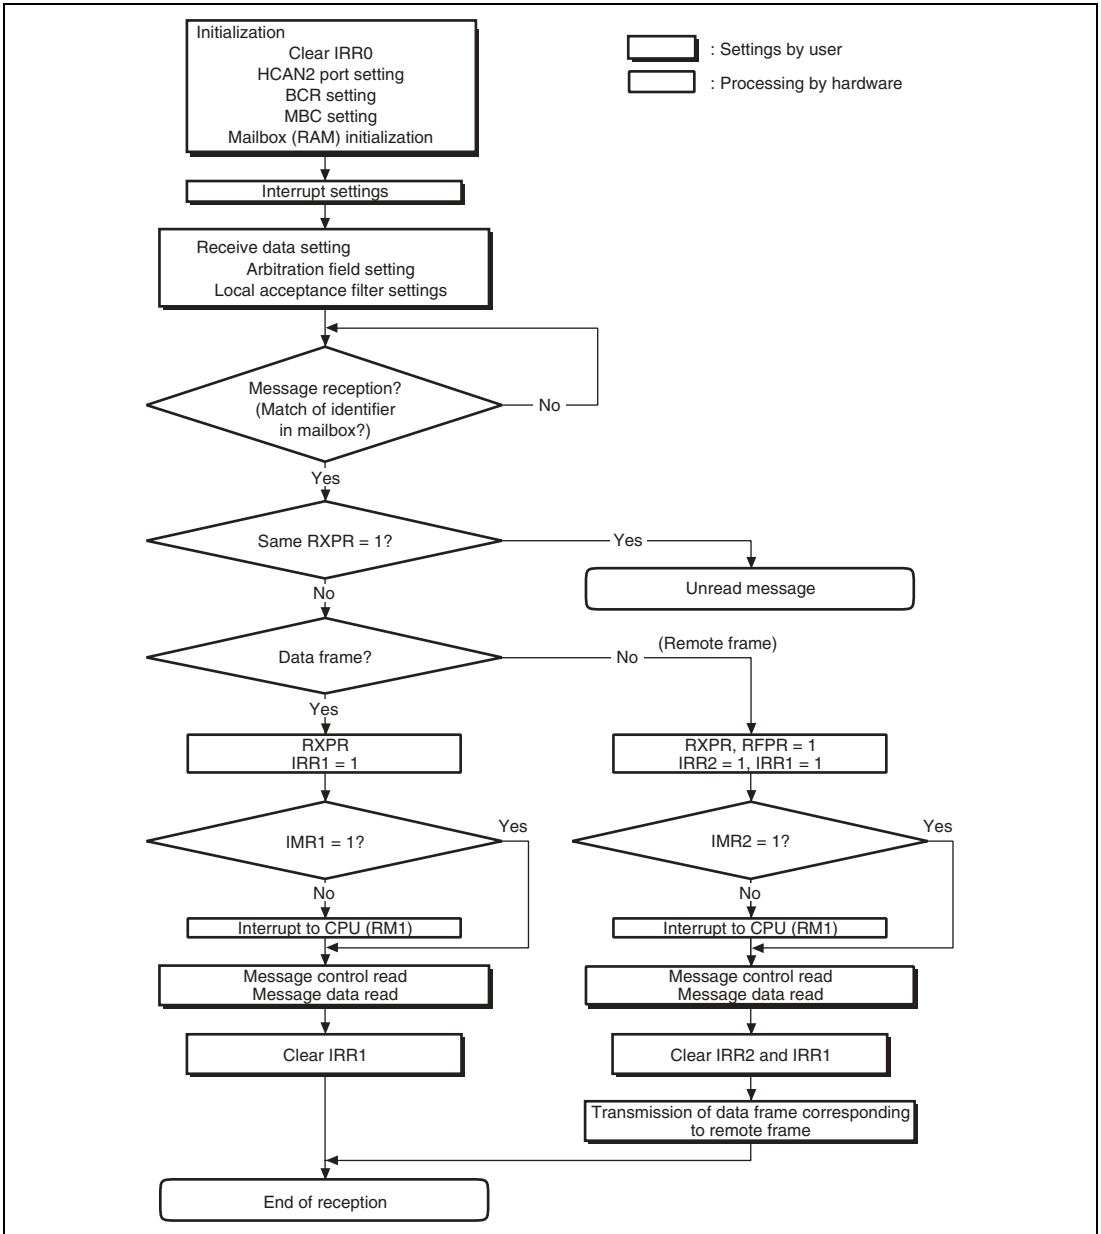 Initialization
Clear IRR0
HCAN2 port setting
BCR setting
MBC setting
Mailbox (RAM) initialization
: Settings by user
: Processing by hardware
Interrupt settings
Receive data setting
Arbitration field setting
Local acceptance filter settings
Message reception?
(Match of identifier
in mailbox?)
No
Yes
Same RXPR = 1?
Yes
Unread message
No
Data frame?
No
(Remote frame)
Yes
RXPR
IRR1 = 1
RXPR, RFPR = 1
IRR2 = 1, IRR1 = 1
IMR1 = 1?
Yes
IMR2 = 1?
Yes
No
No
Interrupt to CPU (RM1)
Interrupt to CPU (RM1)
Message control read
Message data read
Message control read
Message data read
Clear IRR1
Clear IRR2 and IRR1
Transmission of data frame corresponding
to remote frame
End of reception